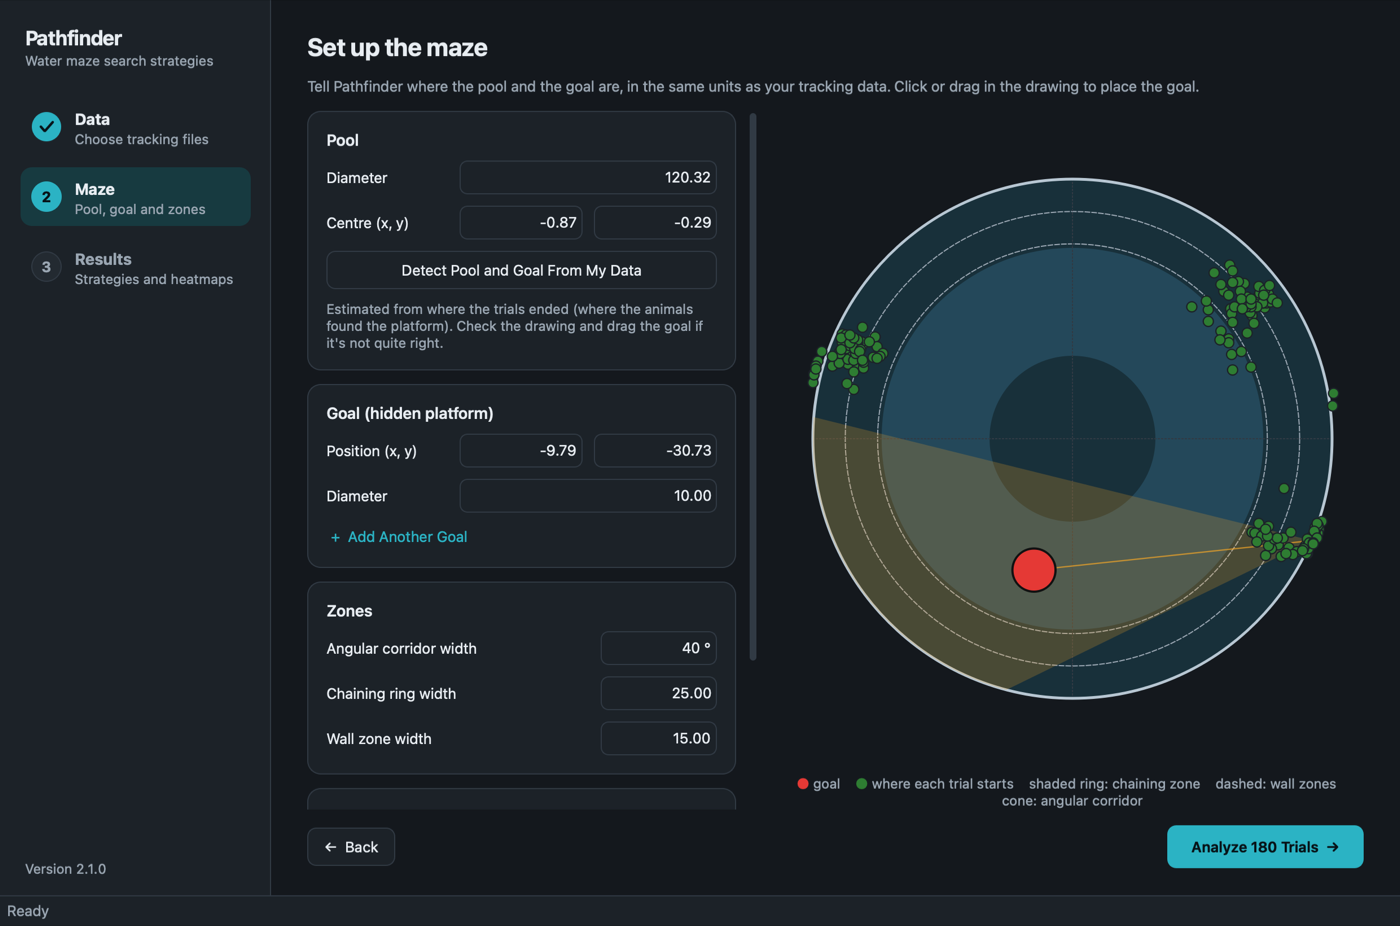 Pathfinder
Water maze search strategies
Data
Choose tracking files
2
Maze
Pool, goal and zones
3
Results
Strategies and heatmaps
Version 2.1.0
Ready
Set up the maze
Tell Pathfinder where the pool and the goal are, in the same units as your tracking data. Click or drag in the drawing to place the goal.
Pool
Diameter
120.32
Centre (x, y)
-0.87
-0.29
Detect Pool and Goal From My Data
Estimated from where the trials ended (where the animals
found the platform). Check the drawing and drag the goal if
it's not quite right.
Goal (hidden platform)
Position (x, y)
-9.79
-30.73
Diameter
10.00
+ Add Another Goal
Zones
Angular corridor width
40 °
Chaining ring width
25.00
Wall zone width
15.00
goal
where each trial starts
shaded ring: chaining zone
dashed: wall zones
cone: angular corridor
← Back
Analyze 180 Trials →